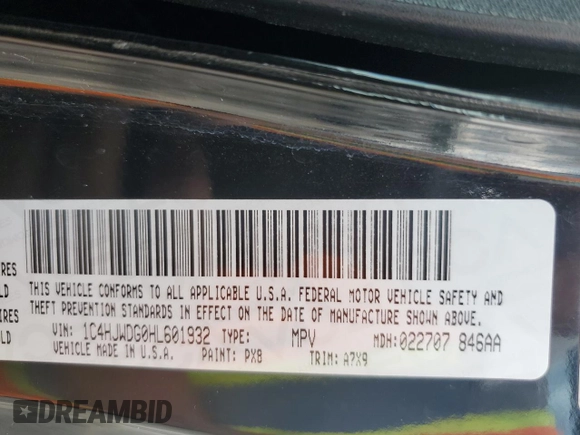 THIS VEHICLE CONFORMS TO ALL APPLICABLE U.S.A. FEDERAL MOTOR VEHICLE SAFETY AND
THEFT PREVENTION STANDARDS IN EFFECT ON THE DATE OF MANUFACTURE SHOWN ABOVE.
VIN: 1C4HJWDG0HL601932 TYPE: MPV MDH: 022707 846AA
VEHICLE MADE IN U.S.A. PAINT: PX8 TRIM: A7X9
DREAMBID